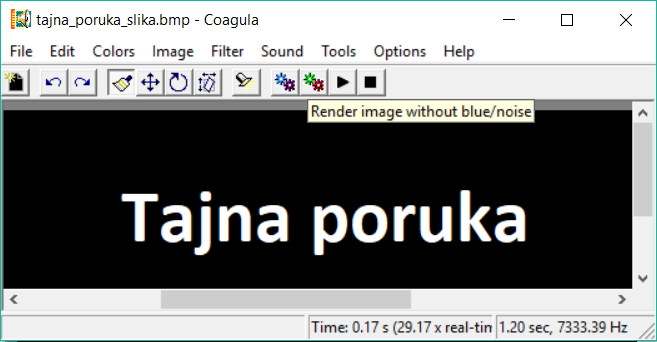 tajna_poruka_slika.bmp - Coagula
File Edit Colors Image Filter Sound Tools Options Help
Render image without blue/noise
Tajna poruka
Time: 0.17 s (29.17 x real-tin 1.20 sec, 7333.39 Hz